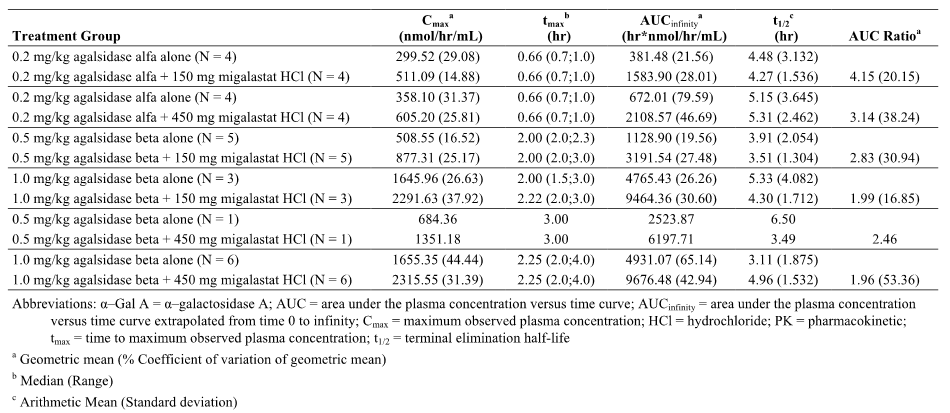 Treatment Group Cmaxa (nmol/hr/mL) tmaxb (hr) AUCinfinitya (hr*nmol/hr/mL) t1/2c (hr) AUC Ratioa
0.2 mg/kg agalsidase alfa alone (N = 4) 299.52 (29.08) 0.66 (0.7;1.0) 381.48 (21.56) 4.48 (3.132)
0.2 mg/kg agalsidase alfa + 150 mg migalastat HCl (N = 4) 511.09 (14.88) 0.66 (0.7;1.0) 1583.90 (28.01) 4.27 (1.536) 4.15 (20.15)
0.2 mg/kg agalsidase alfa alone (N = 4) 358.10 (31.37) 0.66 (0.7;1.0) 672.01 (79.59) 5.15 (3.645)
0.2 mg/kg agalsidase alfa + 450 mg migalastat HCl (N = 4) 605.20 (25.81) 0.66 (0.7;1.0) 2108.57 (46.69) 5.31 (2.462) 3.14 (38.24)
0.5 mg/kg agalsidase beta alone (N = 5) 508.55 (16.52) 2.00 (2.0;2.3) 1128.90 (19.56) 3.91 (2.054)
0.5 mg/kg agalsidase beta + 150 mg migalastat HCl (N = 5) 877.31 (25.17) 2.00 (2.0;3.0) 3191.54 (27.48) 3.51 (1.304) 2.83 (30.94)
1.0 mg/kg agalsidase beta alone (N = 3) 1645.96 (26.63) 2.00 (1.5;3.0) 4765.43 (26.26) 5.33 (4.082)
1.0 mg/kg agalsidase beta + 150 mg migalastat HCl (N = 3) 2291.63 (37.92) 2.22 (2.0;3.0) 9464.36 (30.60) 4.30 (1.712) 1.99 (16.85)
0.5 mg/kg agalsidase beta alone (N = 1) 684.36 3.00 2523.87 6.50
0.5 mg/kg agalsidase beta + 450 mg migalastat HCl (N = 1) 1351.18 3.00 6197.71 3.49 2.46
1.0 mg/kg agalsidase beta alone (N = 6) 1655.35 (44.44) 2.25 (2.0;4.0) 4931.07 (65.14) 3.11 (1.875)
1.0 mg/kg agalsidase beta + 450 mg migalastat HCl (N = 6) 2315.55 (31.39) 2.25 (2.0;4.0) 9676.48 (42.94) 4.96 (1.532) 1.96 (53.36)
Abbreviations: α–Gal A = α–galactosidase A; AUC = area under the plasma concentration versus time curve; AUCinfinity = area under the plasma concentration
versus time curve extrapolated from time 0 to infinity; Cmax = maximum observed plasma concentration; HCl = hydrochloride; PK = pharmacokinetic;
tmax = time to maximum observed plasma concentration; t1/2 = terminal elimination half-life
a Geometric mean (% Coefficient of variation of geometric mean)
b Median (Range)
c Arithmetic Mean (Standard deviation)